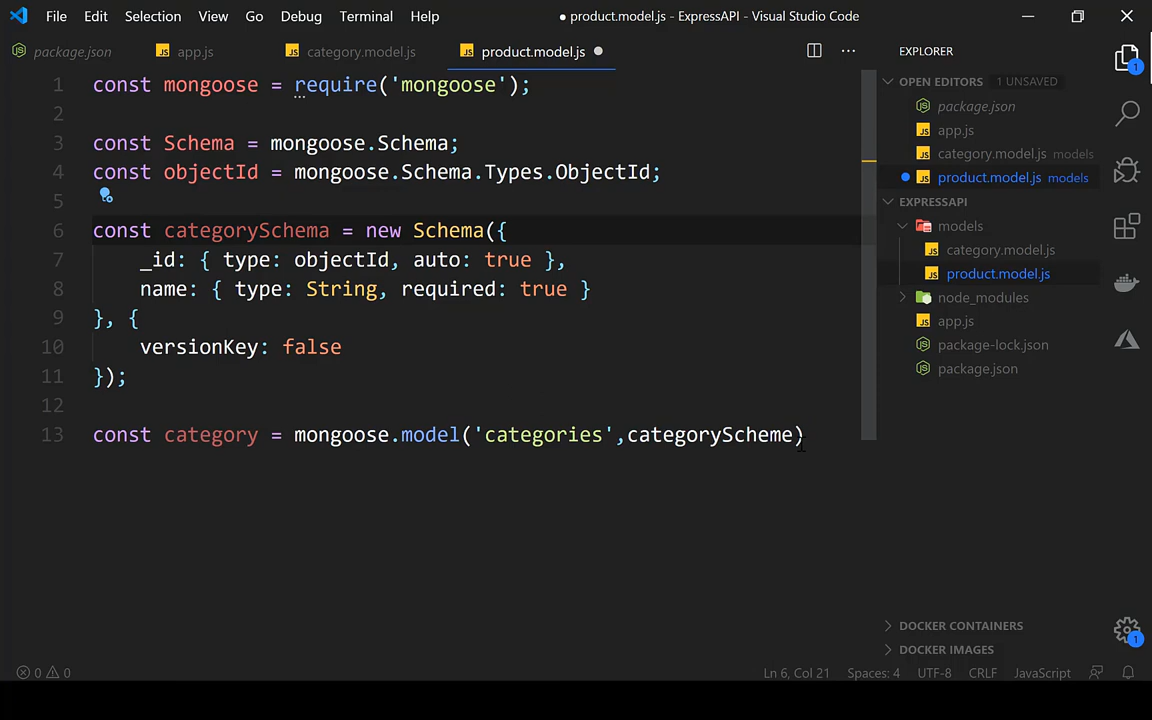 File Edit Selection View Go Debug Terminal Help ● product.model.js - ExpressAPI - Visual Studio Code
package.json app.js category.model.js product.model.js
EXPLORER
OPEN EDITORS 1 UNSAVED
package.json
app.js
category.model.js models
product.model.js models
EXPRESSAPI
models
category.model.js
product.model.js
node_modules
app.js
package-lock.json
package.json
DOCKER CONTAINERS
DOCKER IMAGES
1
1
1 const mongoose = require('mongoose');
2
3 const Schema = mongoose.Schema;
4 const objectId = mongoose.Schema.Types.ObjectId;
5
6 const categorySchema = new Schema({
7 _id: { type: objectId, auto: true },
8 name: { type: String, required: true }
9 }, {
10 versionKey: false
11 });
12
13 const category = mongoose.model('categories',categoryScheme)
0 0 Ln 6, Col 21 Spaces: 4 UTF-8 CRLF JavaScript